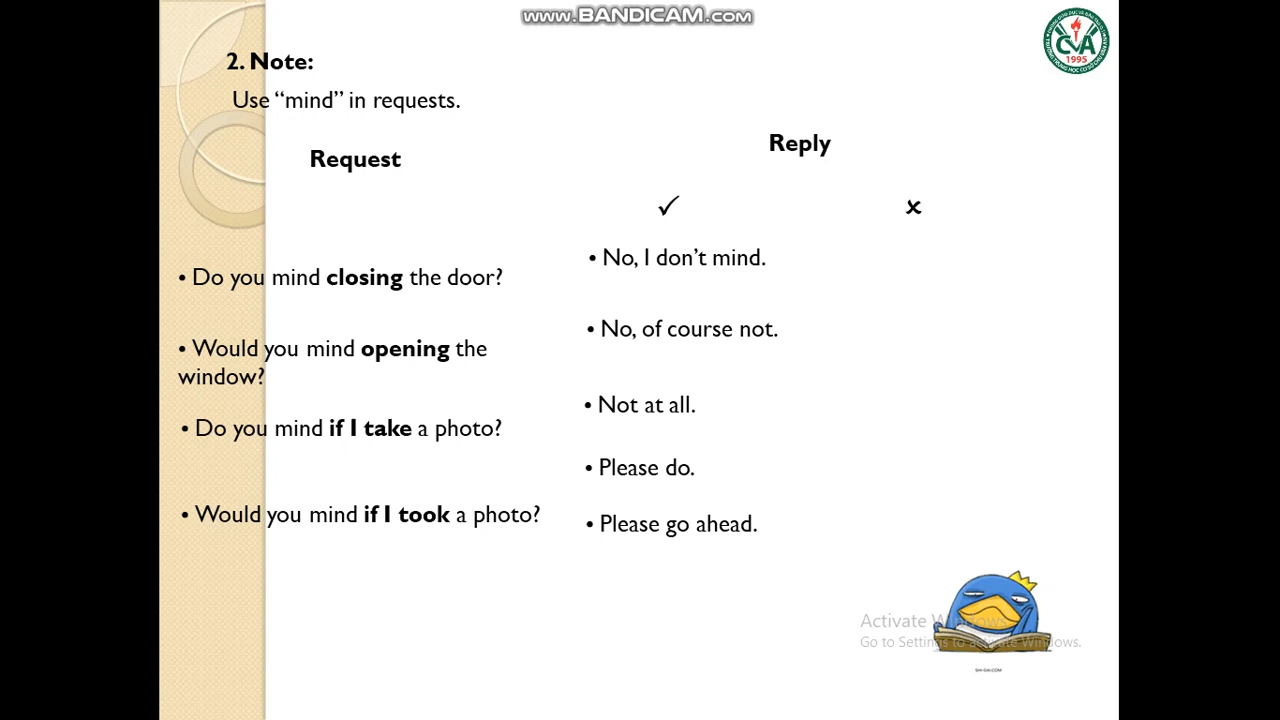 www.BANDICAM.com
CVA
1995
2. Note:
Use “mind” in requests.
Request
Reply
✓
×
• Do you mind closing the door?
• Would you mind opening the
window?
• Do you mind if I take a photo?
• Would you mind if I took a photo?
• No, I don’t mind.
• No, of course not.
• Not at all.
• Please do.
• Please go ahead.
Activate Windows
Go to Settings to activate Windows.